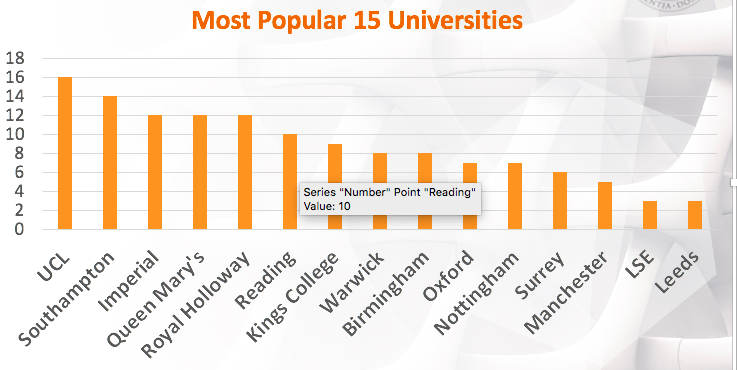 Most Popular 15 Universities
18
16
14
12
10
8
6
4
2
0
Series "Number" Point "Reading"
Value: 10
UCL
Southampton
Imperial
Queen Mary's
Royal Holloway
Reading
Kings College
Warwick
Birmingham
Oxford
Nottingham
Surrey
Manchester
LSE
Leeds